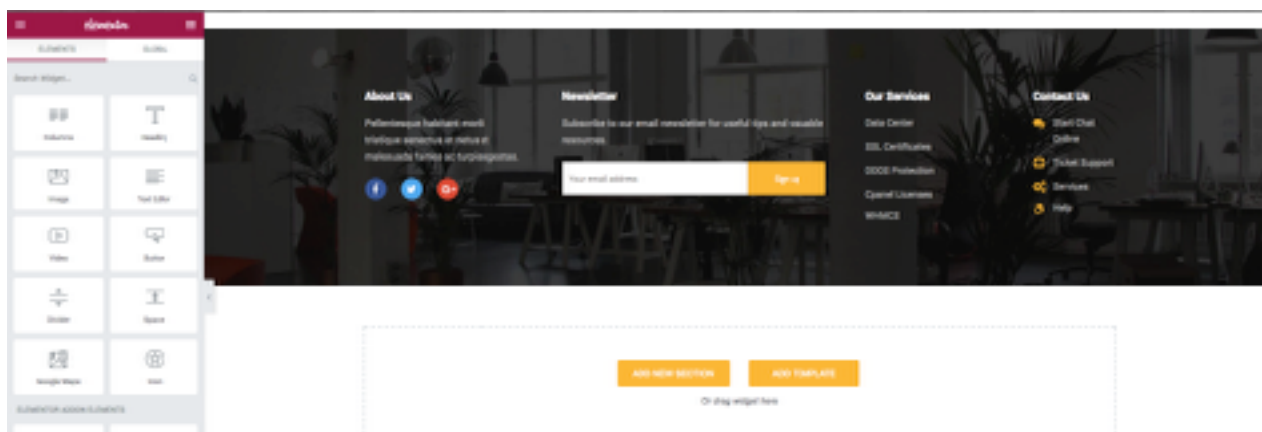 elementor
ELEMENTS
GLOBAL
Search Widget...
Columns
Heading
Image
Text Editor
Video
Button
Divider
Space
Google Maps
Icon
ELEMENTOR ADDON ELEMENTS
About Us
Pellentesque habitant morbi
tristique senectus et netus et
malesuada fames ac turpisegestas.
Newsletter
Subscribe to our email newsletter for useful tips and valuable
resources.
Your email address
Sign up
Our Services
Data Center
SSL Certificates
DDOS Protection
Cpanel Licenses
WHMCS
Contact Us
Start Chat
Online
Ticket Support
Services
Help
ADD NEW SECTION
ADD TEMPLATE
Or drag widget here